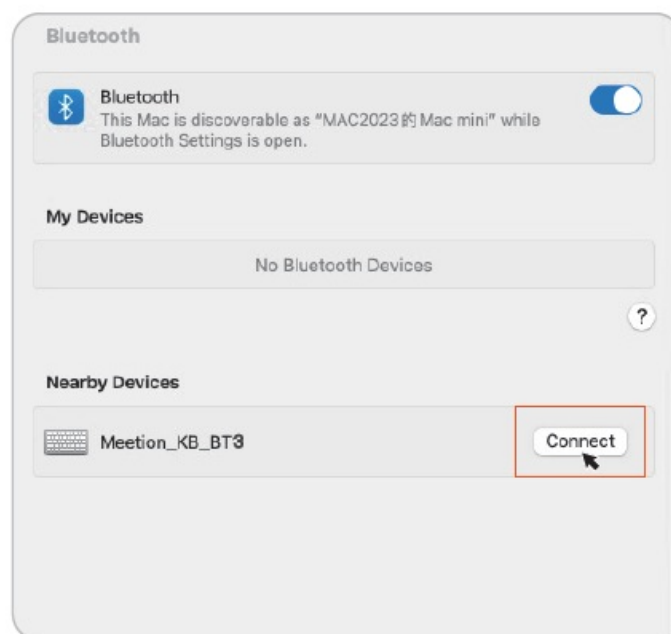 Bluetooth
Bluetooth
This Mac is discoverable as "MAC2023的 Mac mini" while
Bluetooth Settings is open.
My Devices
No Bluetooth Devices
?
Nearby Devices
Meetion_KB_BT3
Connect